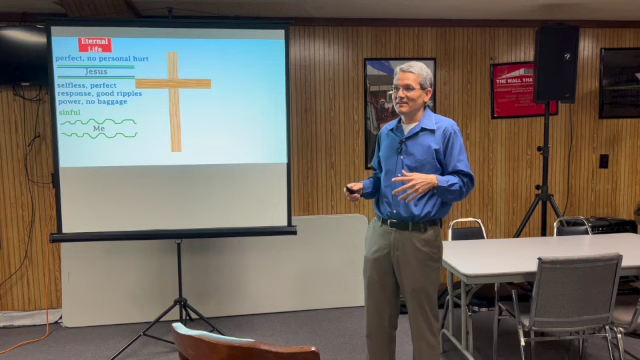 Eternal
Life
perfect, no personal hurt
Jesus
selfless, perfect
response, good ripples
power, no baggage
sinful
Me
THE WALL THA